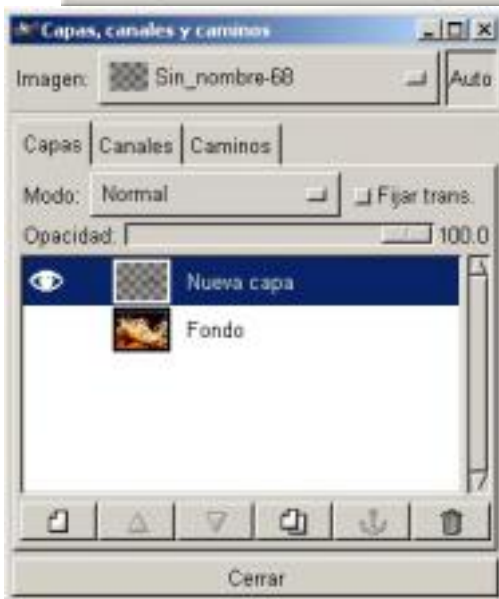 Capas, canales y caminos
Imagen: Sin_nombre-68 Auto
Capas Canales Caminos
Modo: Normal Fijar trans.
Opacidad: 100.0
Nueva capa
Fondo
Cerrar